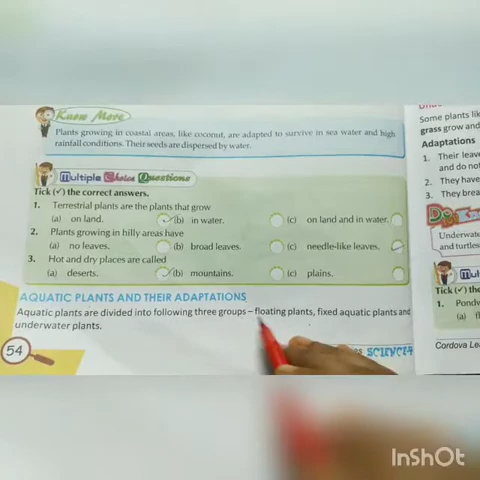 Know More
Plants growing in coastal areas, like coconut, are adapted to survive in sea water and high
rainfall conditions. Their seeds are dispersed by water.
Multiple Choice Questions
Tick (✓) the correct answers.
1. Terrestrial plants are the plants that grow
(a) on land. ✓ (b) in water. (c) on land and in water.
2. Plants growing in hilly areas have
(a) no leaves. (b) broad leaves. (c) needle-like leaves. ✓
3. Hot and dry places are called
(a) deserts. ✓ (b) mountains. (c) plains.
AQUATIC PLANTS AND THEIR ADAPTATIONS
Aquatic plants are divided into following three groups – floating plants, fixed aquatic plants and
underwater plants.
54
SCIENCE-4
Some plants lik
grass grow and
Adaptations
1. Their leav
and do not
2. They have
3. They brea
Underwate
and turtles
Mul
Tick (✓) the
1. Pondw
(a) fl
Cordova Lea
InShOt